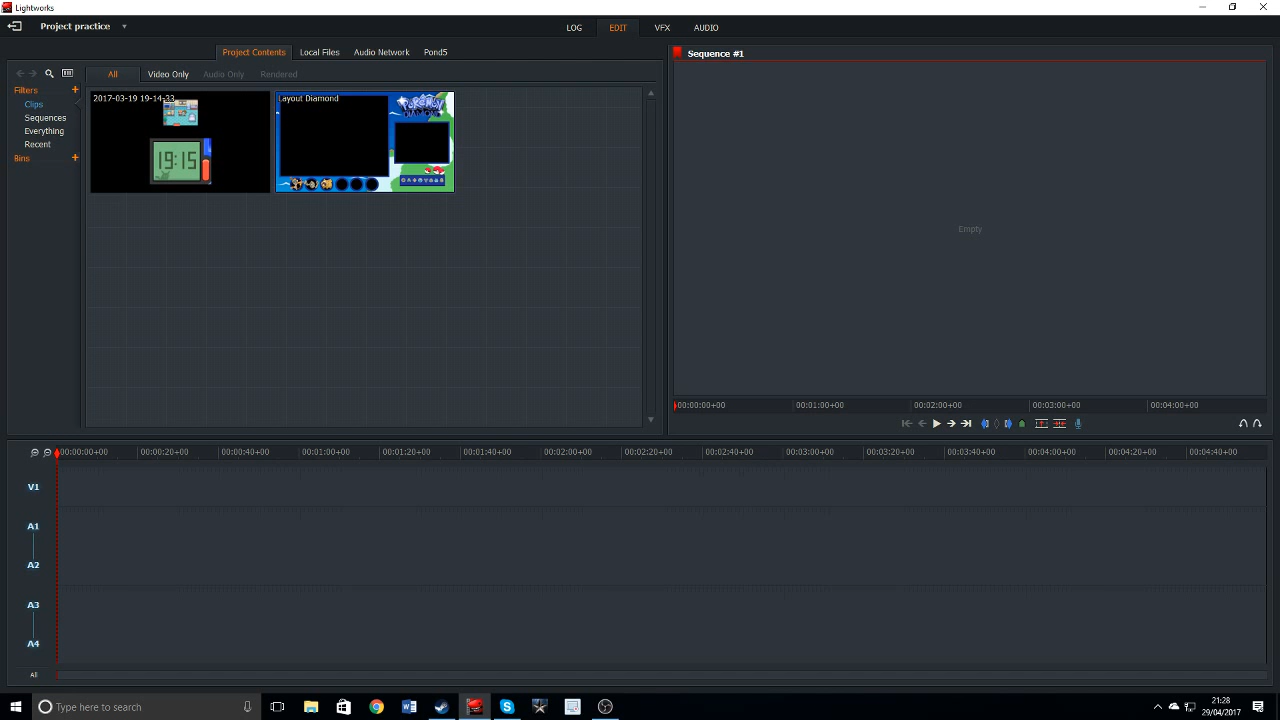 Lightworks
Project practice
LOG EDIT VFX AUDIO
Project Contents Local Files Audio Network Pond5
Sequence #1
All Video Only Audio Only Rendered
Filters +
Clips
Sequences
Everything
Recent
Bins +
2017-03-19 19-14-23
19:15
Layout Diamond
POKÉMON
DIAMOND
Empty
00:00:00+00 00:01:00+00 00:02:00+00 00:03:00+00 00:04:00+00
00:00:00+00 00:00:20+00 00:00:40+00 00:01:00+00 00:01:20+00 00:01:40+00 00:02:00+00 00:02:20+00 00:02:40+00 00:03:00+00 00:03:20+00 00:03:40+00 00:04:00+00 00:04:20+00 00:04:40+00
V1
A1
A2
A3
A4
All
Type here to search
21:28
29/04/2017